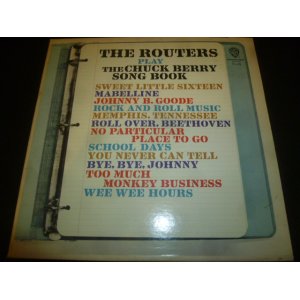 THE ROUTERS
PLAY
THE CHUCK BERRY
SONG BOOK
SWEET LITTLE SIXTEEN
MABELLINE
JOHNNY B. GOODE
ROCK AND ROLL MUSIC
MEMPHIS, TENNESSEE
ROLL OVER, BEETHOVEN
NO PARTICULAR
PLACE TO GO
SCHOOL DAYS
YOU NEVER CAN TELL
BYE, BYE, JOHNNY
TOO MUCH
MONKEY BUSINESS
WEE WEE HOURS